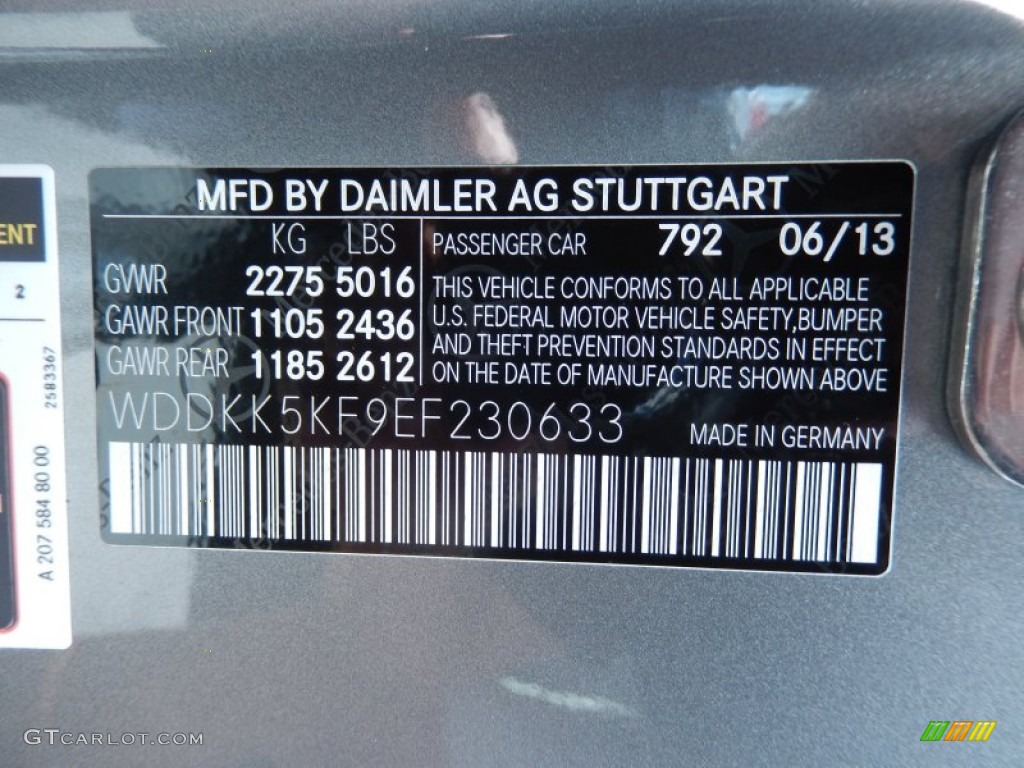 MFD BY DAIMLER AG STUTTGART
KG LBS
GVWR 2275 5016
GAWR FRONT 1105 2436
GAWR REAR 1185 2612
PASSENGER CAR 792 06/13
THIS VEHICLE CONFORMS TO ALL APPLICABLE
U.S. FEDERAL MOTOR VEHICLE SAFETY,BUMPER
AND THEFT PREVENTION STANDARDS IN EFFECT
ON THE DATE OF MANUFACTURE SHOWN ABOVE
WDDKK5KF9EF230633
MADE IN GERMANY
ENT
2
2583367
A 207 584 80 00
GTCARLOT.COM